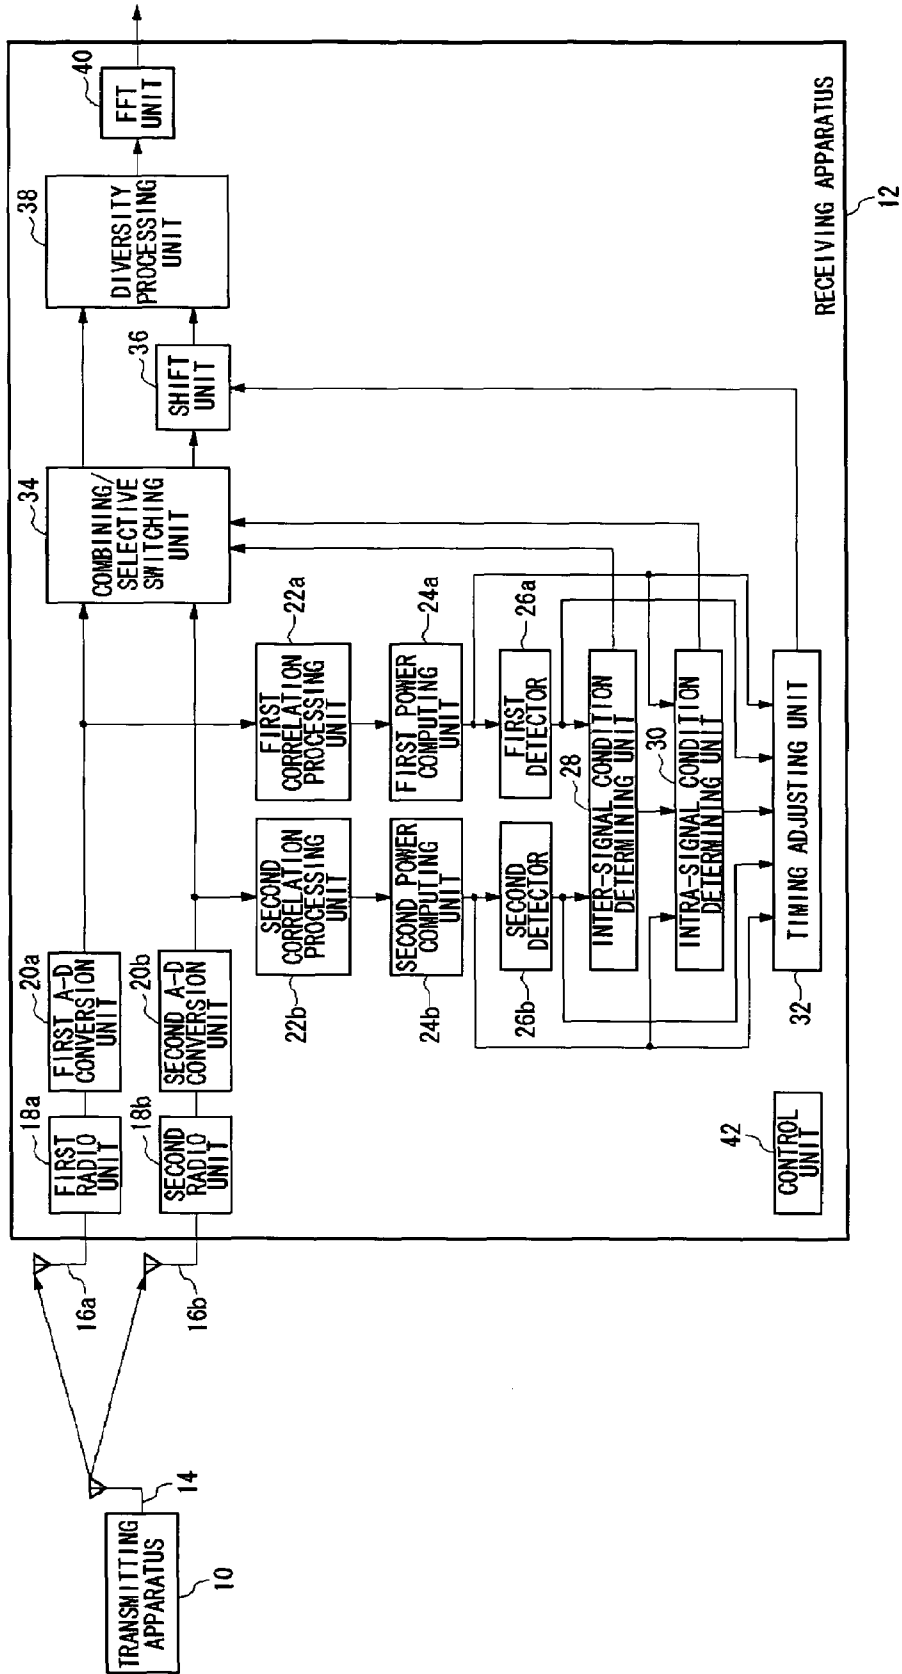 TRANSMITTING
APPARATUS
10
14
16a
16b
FIRST
RADIO
UNIT
18a
SECOND
RADIO
UNIT
18b
FIRST A-D
CONVERSION
UNIT
20a
SECOND A-D
CONVERSION
UNIT
20b
COMBINING/
SELECTIVE
SWITCHING
UNIT
34
SHIFT
UNIT
36
DIVERSITY
PROCESSING
UNIT
38
FFT
UNIT
40
SECOND
CORRELATION
PROCESSING
UNIT
22b
FIRST
CORRELATION
PROCESSING
UNIT
22a
SECOND POWER
COMPUTING
UNIT
24b
FIRST POWER
COMPUTING
UNIT
24a
SECOND
DETECTOR
26b
FIRST
DETECTOR
26a
INTER-SIGNAL CONDITION
DETERMINING UNIT
28
INTRA-SIGNAL CONDITION
DETERMINING UNIT
30
TIMING ADJUSTING UNIT
32
CONTROL
UNIT
42
RECEIVING APPARATUS
12